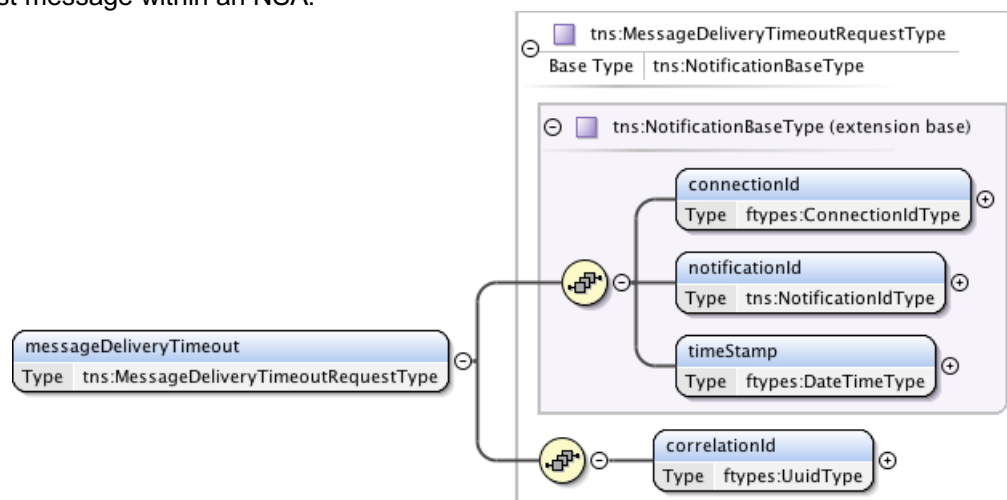 st message within an NSA.
tns:MessageDeliveryTimeoutRequestType
Base Type tns:NotificationBaseType
tns:NotificationBaseType (extension base)
connectionId
Type ftypes:ConnectionIdType
notificationId
Type tns:NotificationIdType
timeStamp
Type ftypes:DateTimeType
messageDeliveryTimeout
Type tns:MessageDeliveryTimeoutRequestType
correlationId
Type ftypes:UuidType